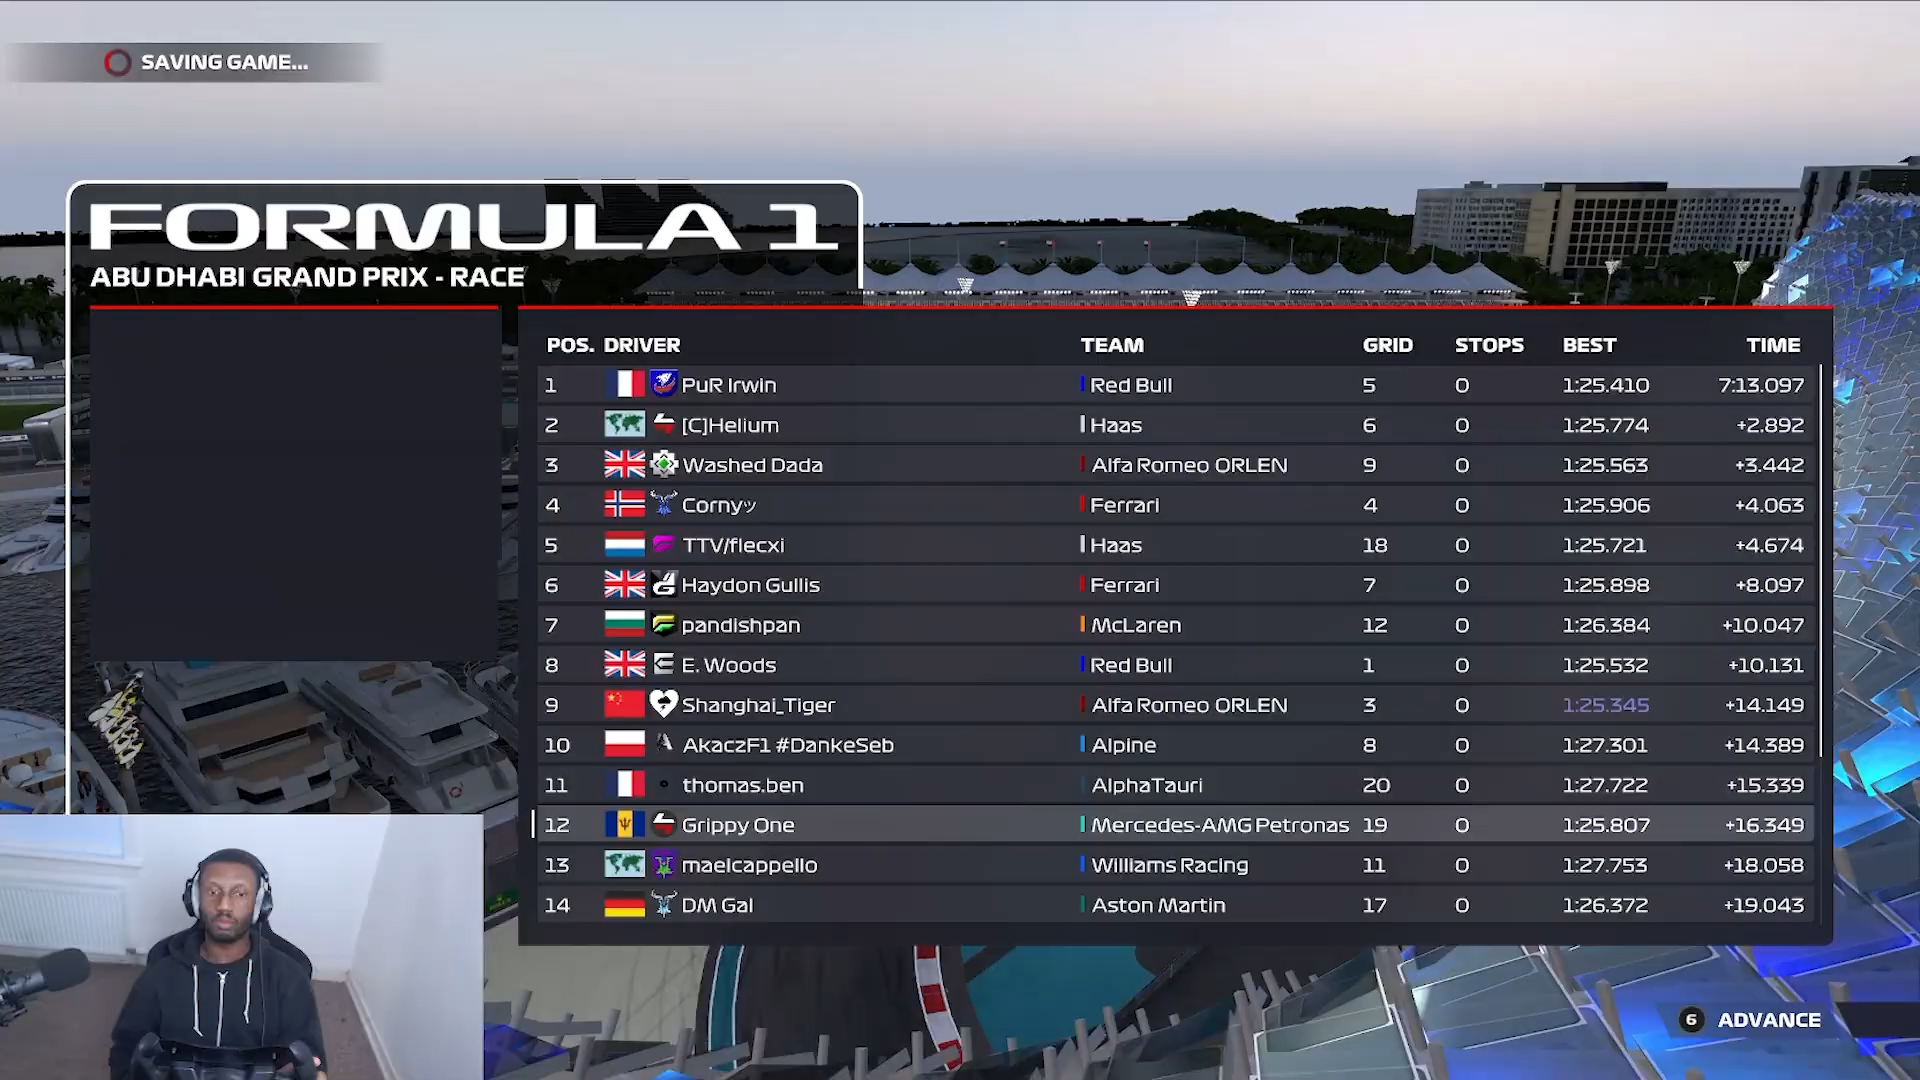 SAVING GAME...
FORMULA 1
ABU DHABI GRAND PRIX - RACE
POS. DRIVER TEAM GRID STOPS BEST TIME
1 PuR Irwin Red Bull 5 0 1:25.410 7:13.097
2 [C]Helium Haas 6 0 1:25.774 +2.892
3 Washed Dada Alfa Romeo ORLEN 9 0 1:25.563 +3.442
4 Cornyッ Ferrari 4 0 1:25.906 +4.063
5 TTV/flecxi Haas 18 0 1:25.721 +4.674
6 Haydon Gullis Ferrari 7 0 1:25.898 +8.097
7 pandishpan McLaren 12 0 1:26.384 +10.047
8 E. Woods Red Bull 1 0 1:25.532 +10.131
9 Shanghai_Tiger Alfa Romeo ORLEN 3 0 1:25.345 +14.149
10 AkaczF1 #DankeSeb Alpine 8 0 1:27.301 +14.389
11 thomas.ben AlphaTauri 20 0 1:27.722 +15.339
12 Grippy One Mercedes-AMG Petronas 19 0 1:25.807 +16.349
13 maelcappello Williams Racing 11 0 1:27.753 +18.058
14 DM Gal Aston Martin 17 0 1:26.372 +19.043
6 ADVANCE